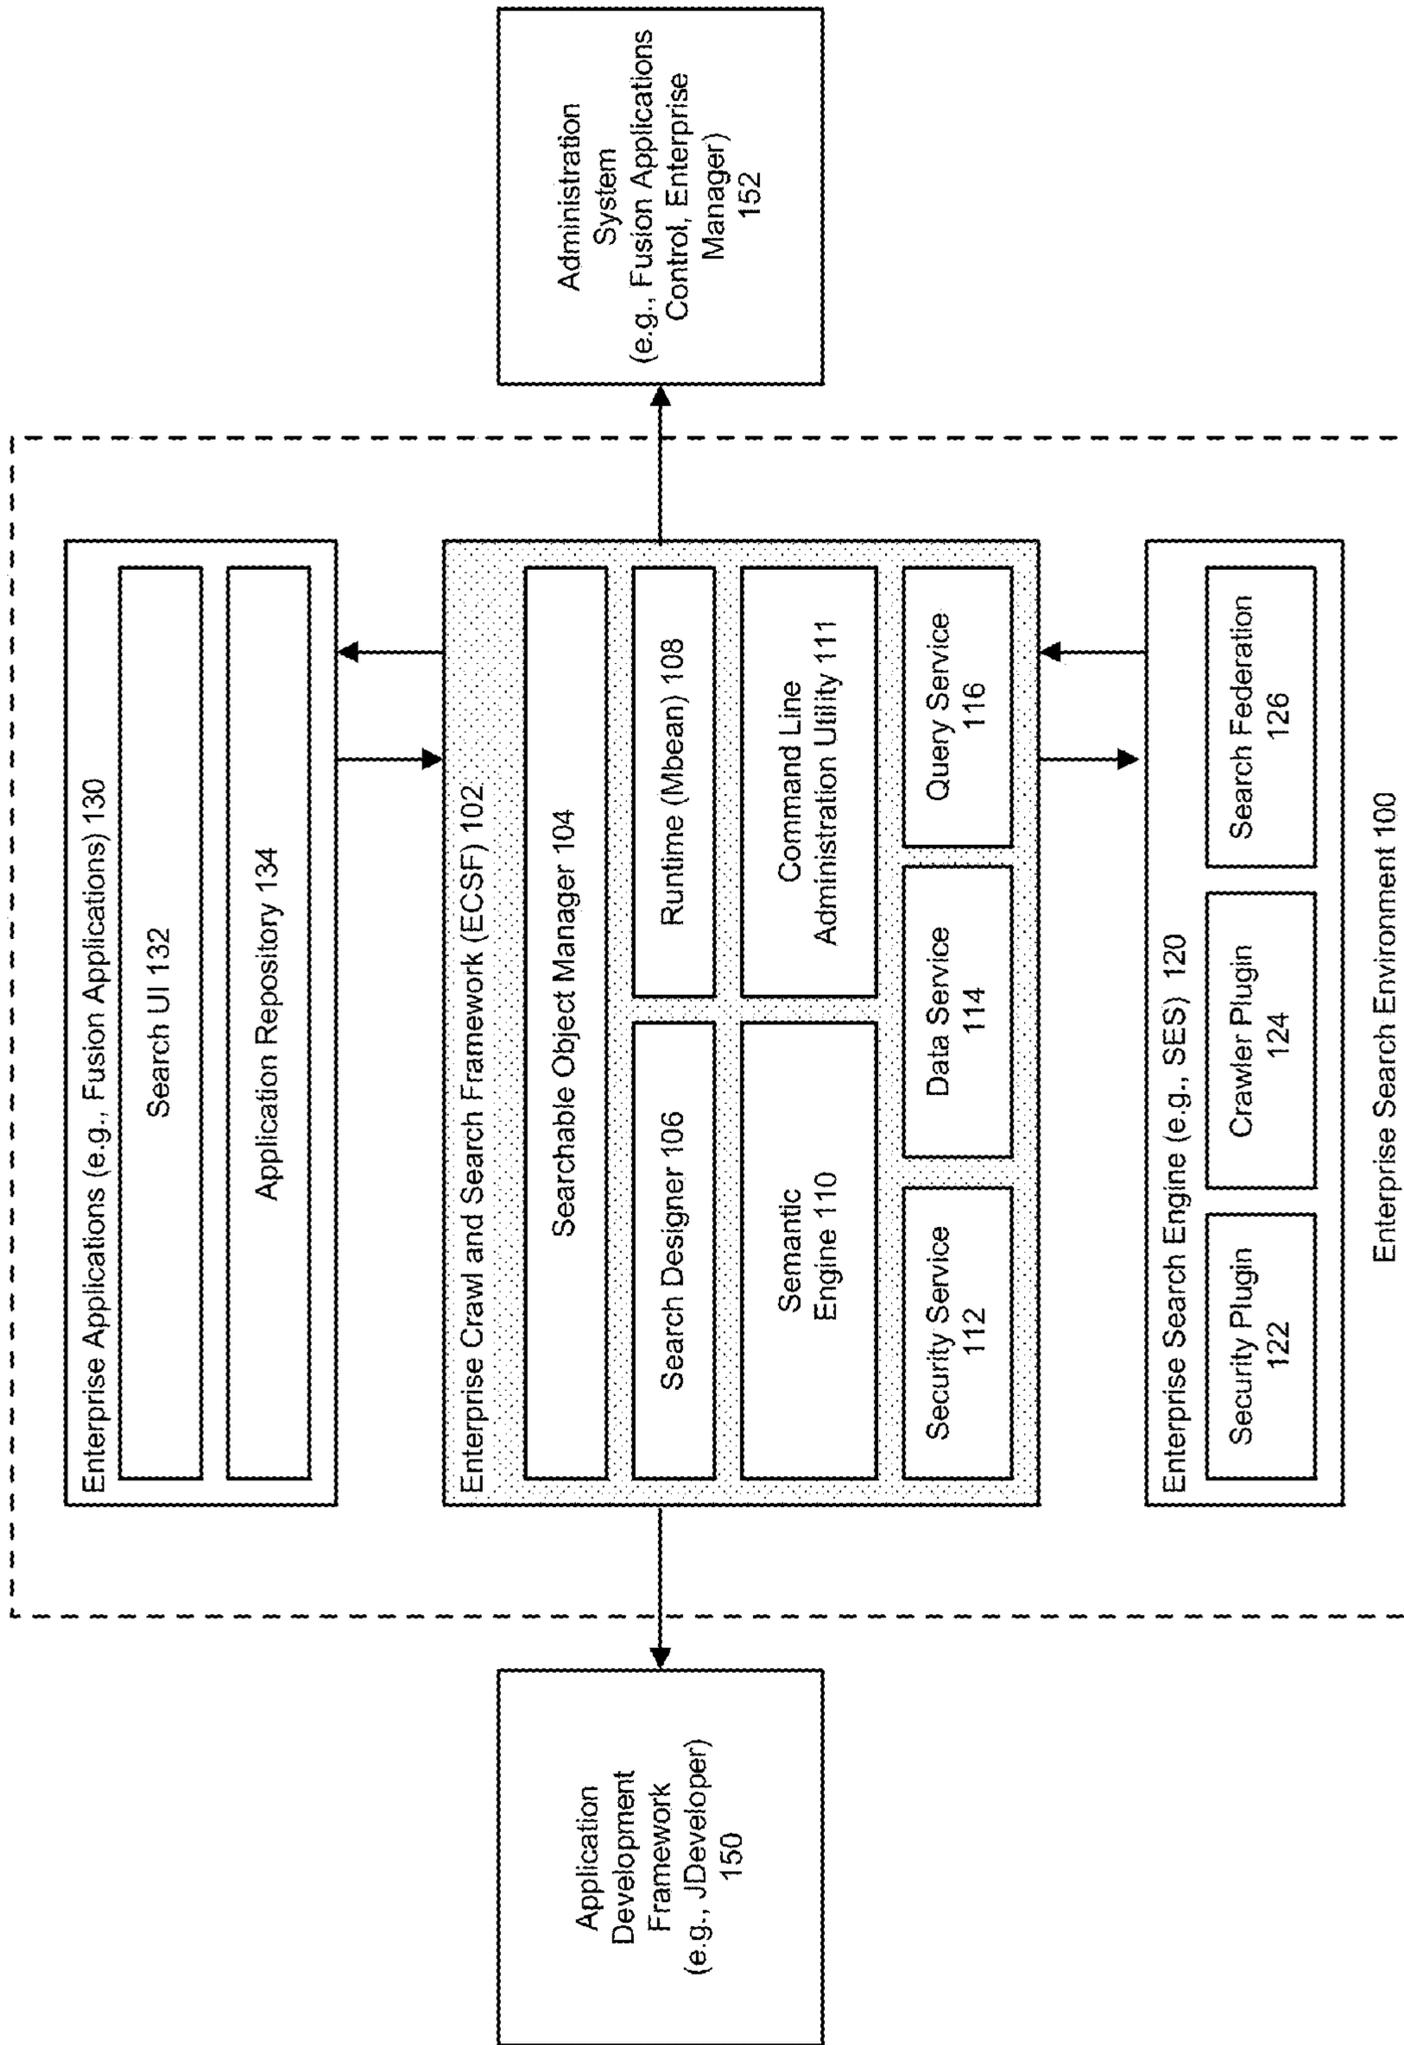 Enterprise Applications (e.g., Fusion Applications) 130
Search UI 132
Application Repository 134
Application
Development
Framework
(e.g., JDeveloper)
150
Enterprise Crawl and Search Framework (ECSF) 102
Searchable Object Manager 104
Search Designer 106
Runtime (Mbean) 108
Semantic
Engine 110
Command Line
Administration Utility 111
Security Service
112
Data Service
114
Query Service
116
Administration
System
(e.g., Fusion Applications
Control, Enterprise
Manager)
152
Enterprise Search Engine (e.g., SES) 120
Security Plugin
122
Crawler Plugin
124
Search Federation
126
Enterprise Search Environment 100